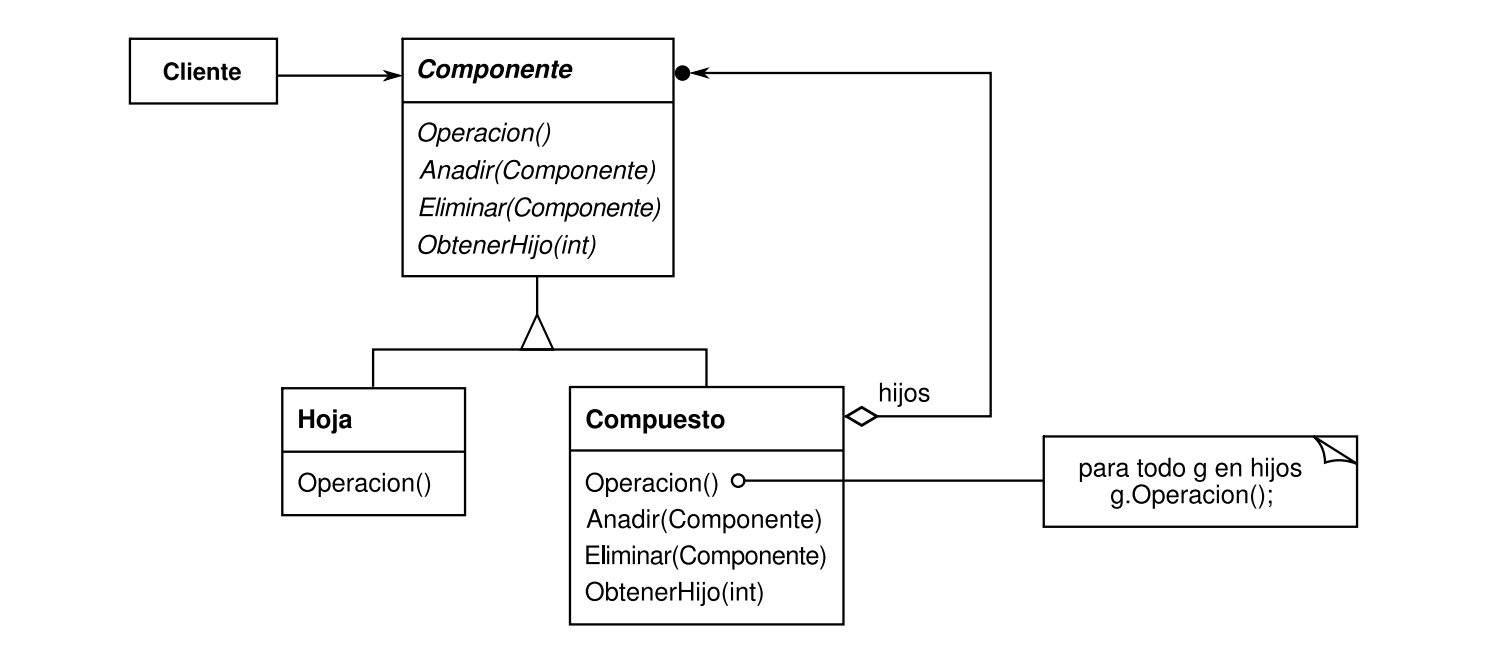 Cliente
Componente
Operacion()
Anadir(Componente)
Eliminar(Componente)
ObtenerHijo(int)
Hoja
Operacion()
Compuesto
Operacion()
Anadir(Componente)
Eliminar(Componente)
ObtenerHijo(int)
hijos
para todo g en hijos
g.Operacion();